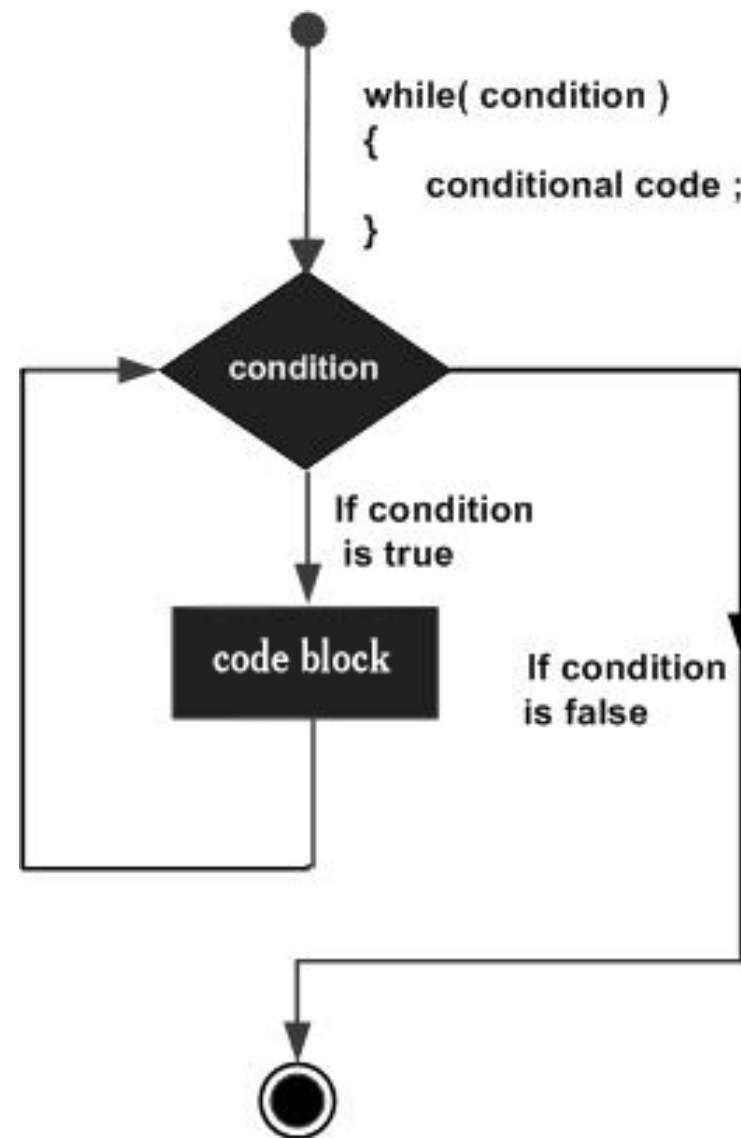 while( condition )
{
conditional code ;
}
condition
If condition
is true
code block
If condition
is false